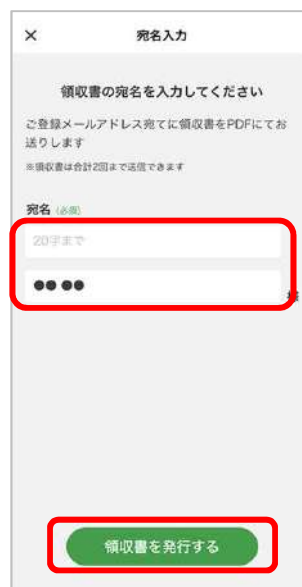 × 宛名入力
領収書の宛名を入力してください
ご登録メールアドレス宛てに領収書をPDFにてお
送りします
※領収書は合計2回まで送信できます
宛名 (必須)
20字まで
●● ●●
様
領収書を発行する